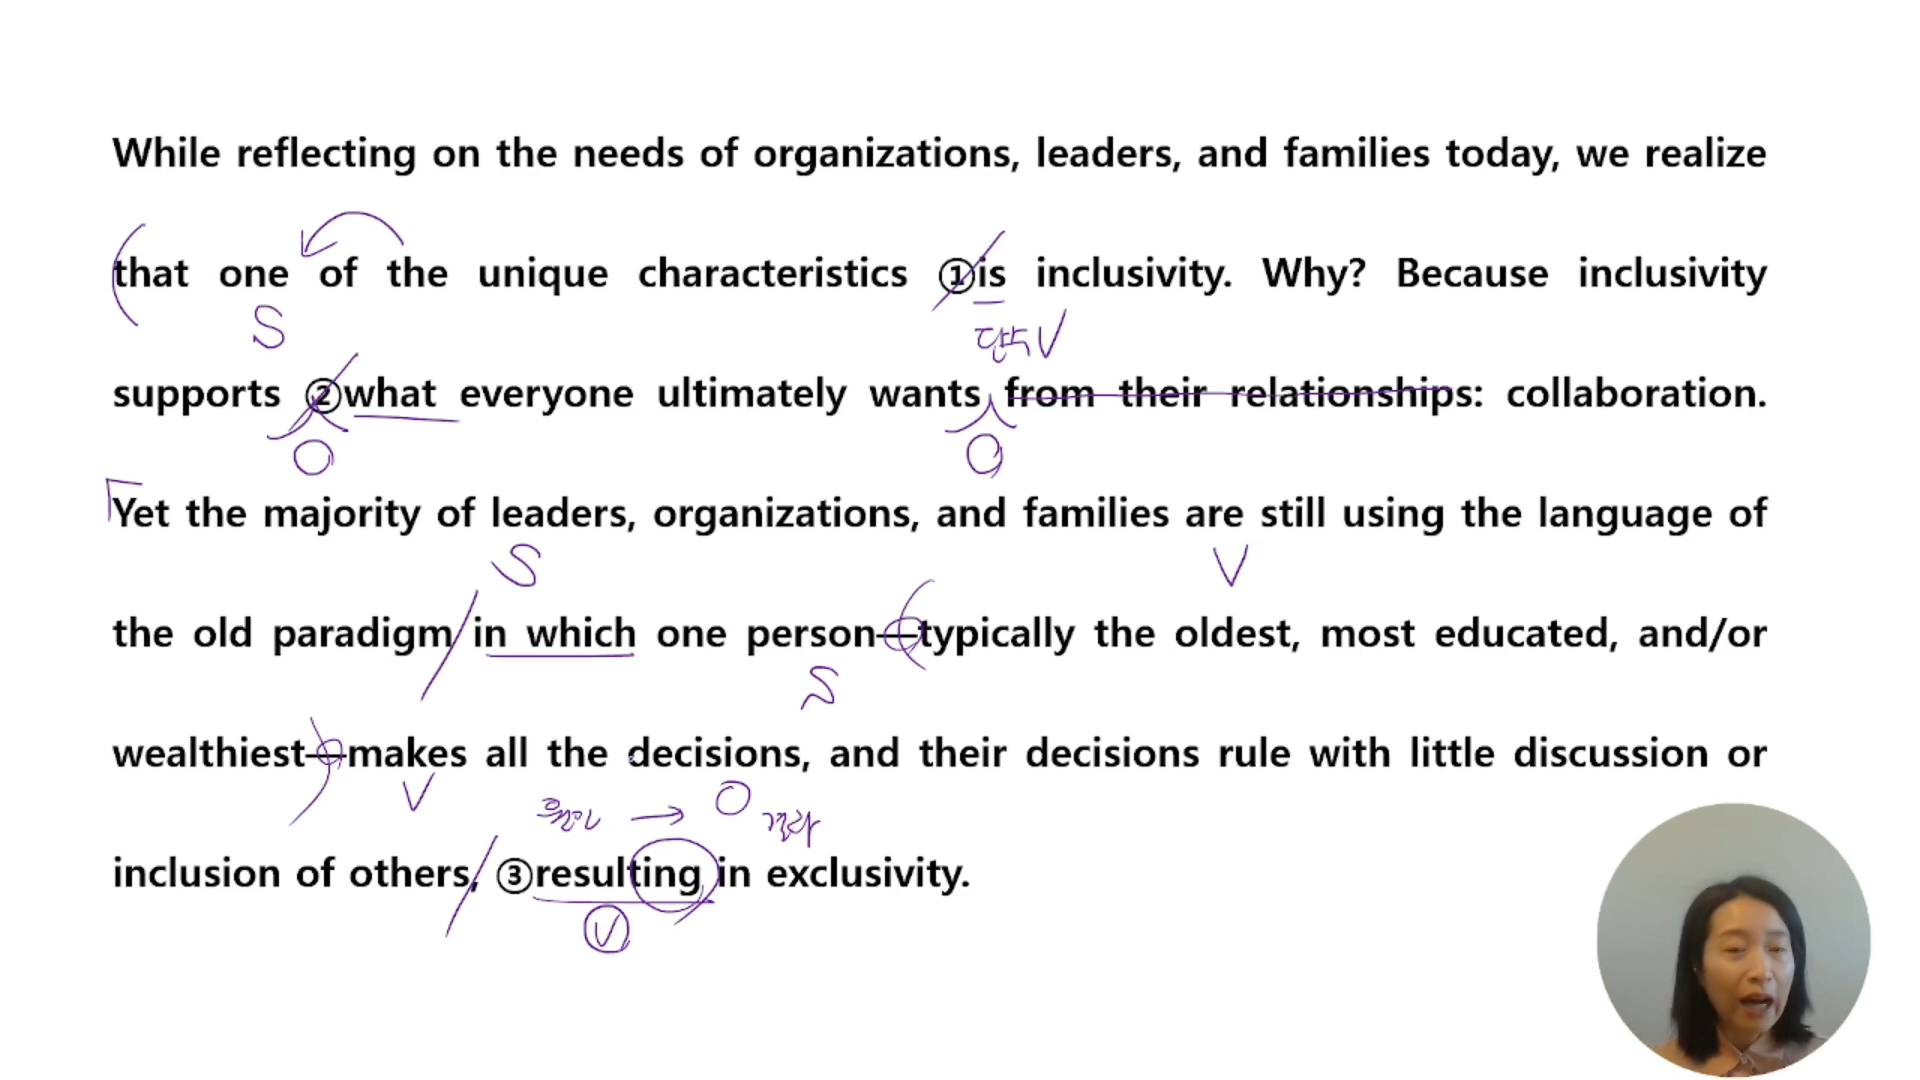 While reflecting on the needs of organizations, leaders, and families today, we realize
that one of the unique characteristics ①is inclusivity. Why? Because inclusivity
S
단수V
supports ②what everyone ultimately wants from their relationships: collaboration.
O O
Yet the majority of leaders, organizations, and families are still using the language of
S V
the old paradigm in which one person—typically the oldest, most educated, and/or
S
wealthiest—makes all the decisions, and their decisions rule with little discussion or
V 원인 → O 결과
inclusion of others, ③resulting in exclusivity.
V